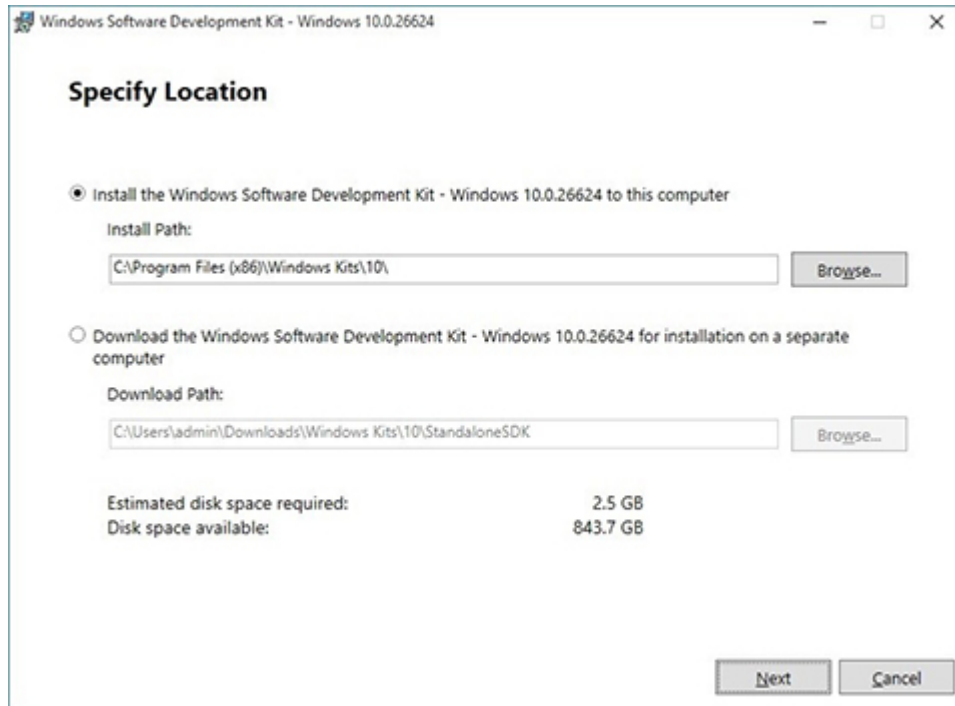 Windows Software Development Kit - Windows 10.0.26624
Specify Location
Install the Windows Software Development Kit - Windows 10.0.26624 to this computer
Install Path:
C:\Program Files (x86)\Windows Kits\10\
Browse...
Download the Windows Software Development Kit - Windows 10.0.26624 for installation on a separate
computer
Download Path:
C:\Users\admin\Downloads\Windows Kits\10\StandaloneSDK
Browse...
Estimated disk space required: 2.5 GB
Disk space available: 843.7 GB
Next Cancel